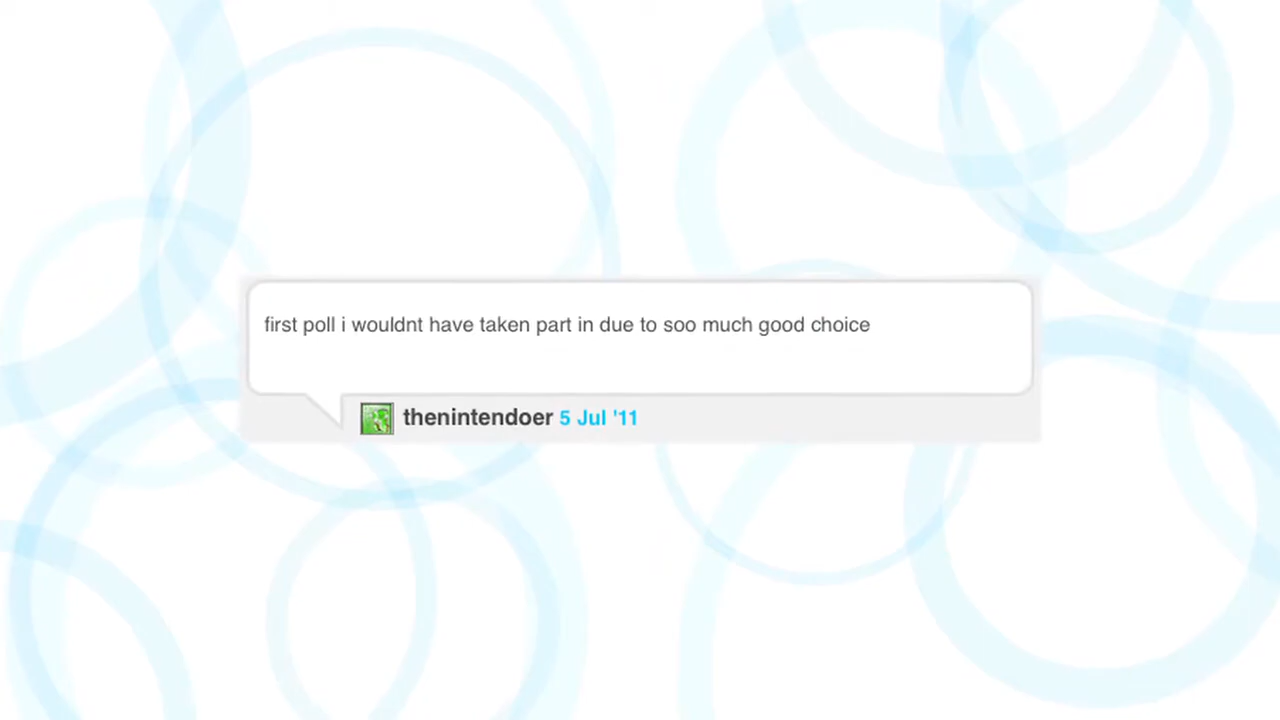 first poll i wouldnt have taken part in due to soo much good choice
thenintendoer 5 Jul '11